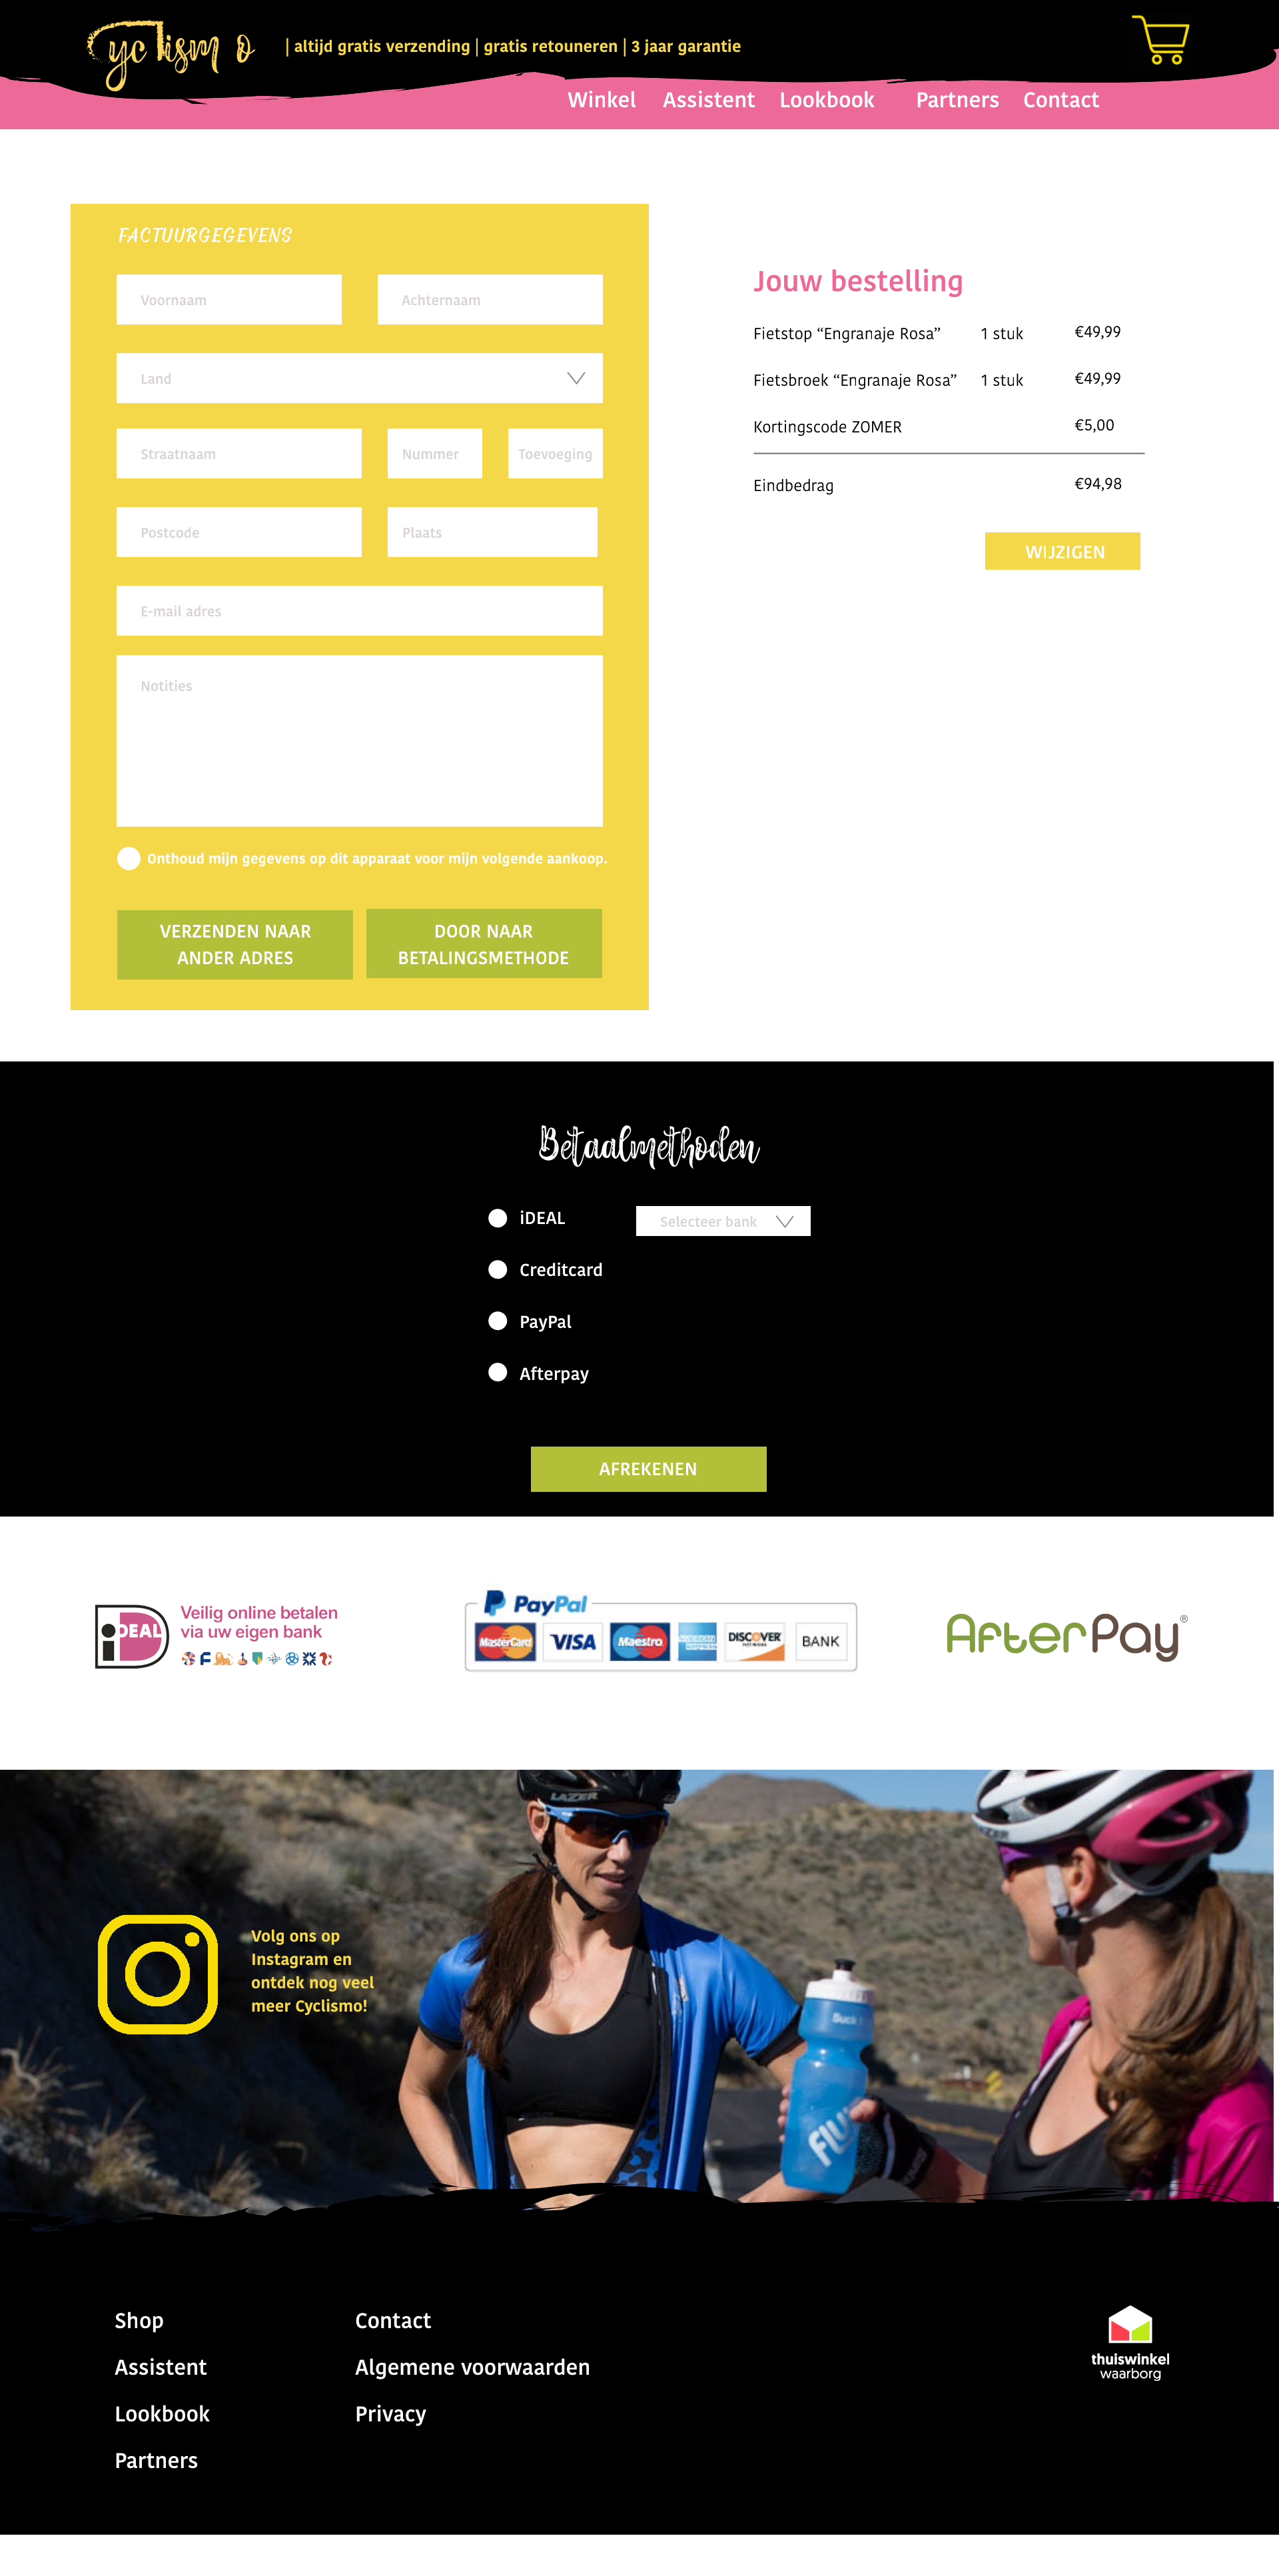 Cyclismo
| altijd gratis verzending | gratis retouneren | 3 jaar garantie
Winkel Assistent Lookbook Partners Contact
FACTUURGEGEVENS
Voornaam Achternaam
Land
Straatnaam Nummer Toevoeging
Postcode Plaats
E-mail adres
Notities
Onthoud mijn gegevens op dit apparaat voor mijn volgende aankoop.
VERZENDEN NAAR
ANDER ADRES
DOOR NAAR
BETALINGSMETHODE
Jouw bestelling
Fietstop “Engranaje Rosa” 1 stuk €49,99
Fietsbroek “Engranaje Rosa” 1 stuk €49,99
Kortingscode ZOMER €5,00
Eindbedrag €94,98
WIJZIGEN
Betaalmethoden
iDEAL Selecteer bank
Creditcard
PayPal
Afterpay
AFREKENEN
iDEAL
Veilig online betalen
via uw eigen bank
PayPal
MasterCard VISA Maestro DISCOVER BANK
AfterPay®
LAZER
Volg ons op
Instagram en
ontdek nog veel
meer Cyclismo!
Suck
Shop
Assistent
Lookbook
Partners
Contact
Algemene voorwaarden
Privacy
thuiswinkel
waarborg